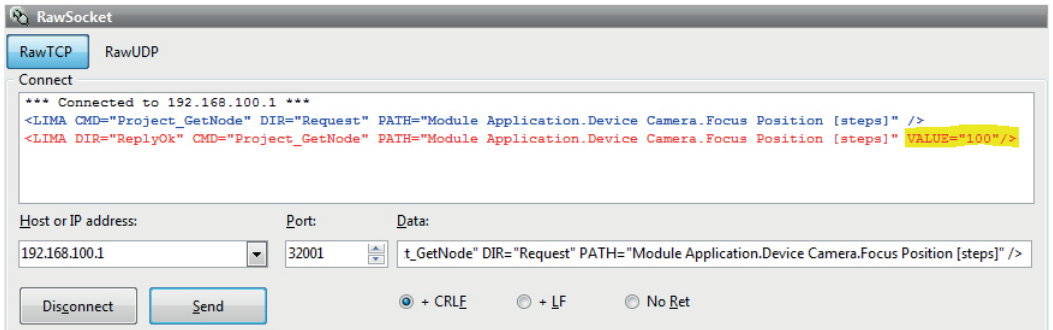 RawSocket
RawTCP RawUDP
Connect
*** Connected to 192.168.100.1 ***
<LIMA CMD="Project_GetNode" DIR="Request" PATH="Module Application.Device Camera.Focus Position [steps]" />
<LIMA DIR="ReplyOk" CMD="Project_GetNode" PATH="Module Application.Device Camera.Focus Position [steps]" VALUE="100"/>
Host or IP address: Port: Data:
192.168.100.1 32001 t_GetNode" DIR="Request" PATH="Module Application.Device Camera.Focus Position [steps]" />
Disconnect Send + CRLF + LF No Ret